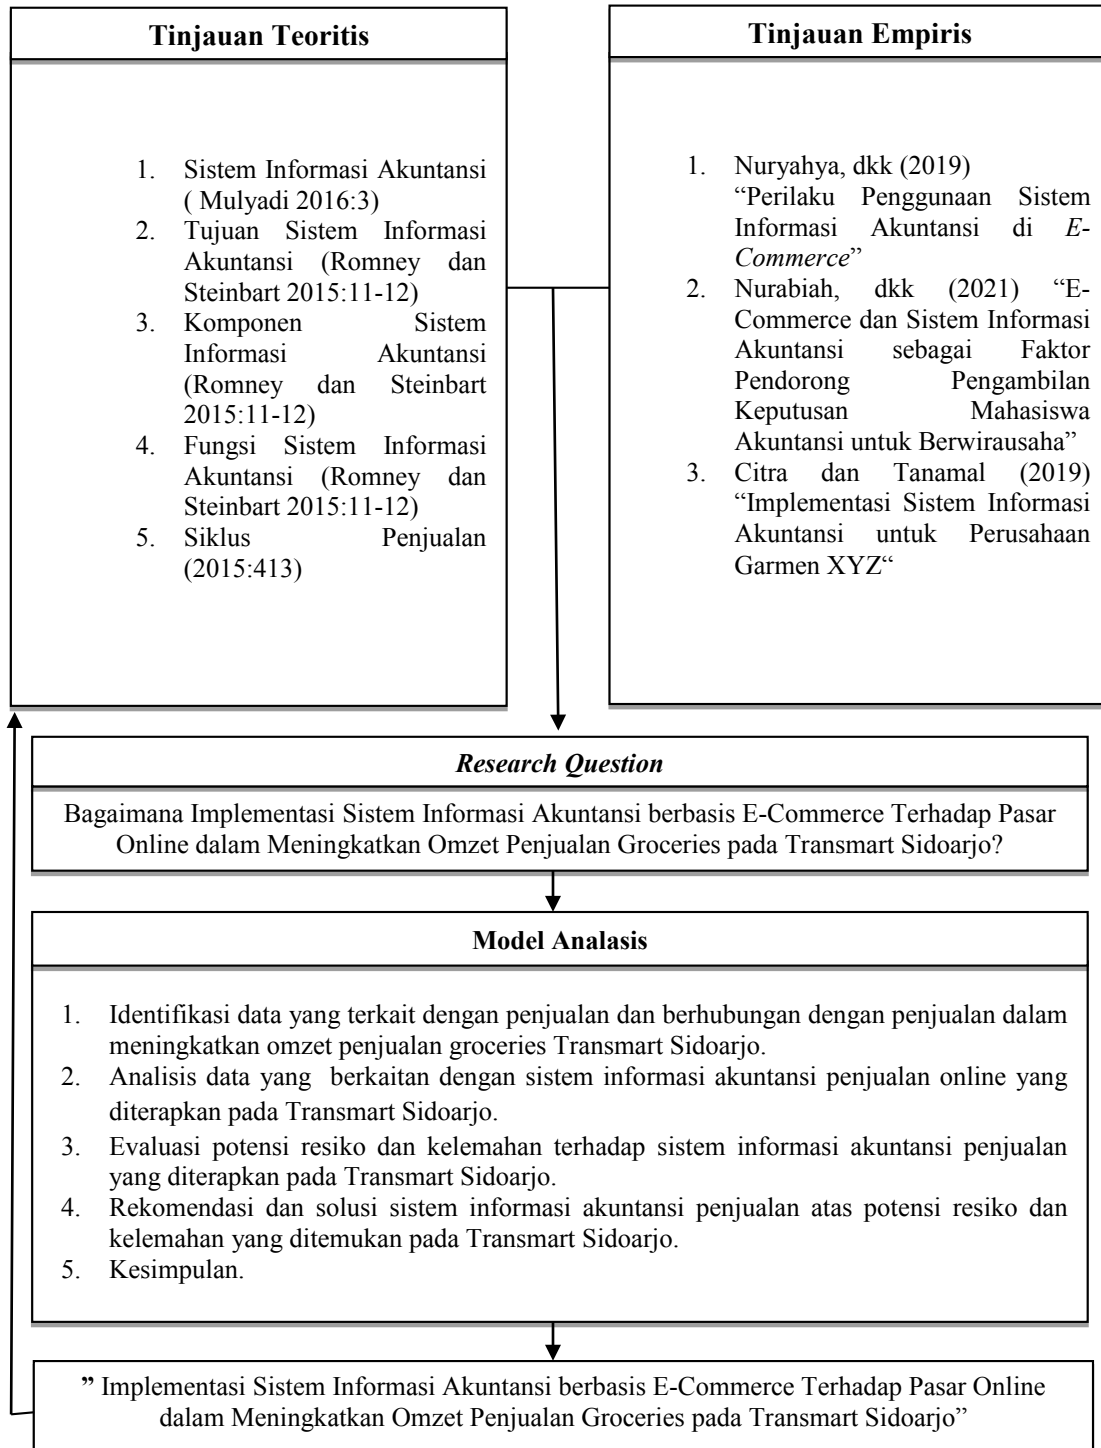 Tinjauan Teoritis
1. Sistem Informasi Akuntansi
( Mulyadi 2016:3)
2. Tujuan Sistem Informasi
Akuntansi (Romney dan
Steinbart 2015:11-12)
3. Komponen Sistem
Informasi Akuntansi
(Romney dan Steinbart
2015:11-12)
4. Fungsi Sistem Informasi
Akuntansi (Romney dan
Steinbart 2015:11-12)
5. Siklus Penjualan
(2015:413)
Tinjauan Empiris
1. Nuryahya, dkk (2019)
“Perilaku Penggunaan Sistem
Informasi Akuntansi di E-
Commerce”
2. Nurabiah, dkk (2021) “E-
Commerce dan Sistem Informasi
Akuntansi sebagai Faktor
Pendorong Pengambilan
Keputusan Mahasiswa
Akuntansi untuk Berwirausaha”
3. Citra dan Tanamal (2019)
“Implementasi Sistem Informasi
Akuntansi untuk Perusahaan
Garmen XYZ“
Research Question
Bagaimana Implementasi Sistem Informasi Akuntansi berbasis E-Commerce Terhadap Pasar
Online dalam Meningkatkan Omzet Penjualan Groceries pada Transmart Sidoarjo?
Model Analasis
1. Identifikasi data yang terkait dengan penjualan dan berhubungan dengan penjualan dalam
meningkatkan omzet penjualan groceries Transmart Sidoarjo.
2. Analisis data yang berkaitan dengan sistem informasi akuntansi penjualan online yang
diterapkan pada Transmart Sidoarjo.
3. Evaluasi potensi resiko dan kelemahan terhadap sistem informasi akuntansi penjualan
yang diterapkan pada Transmart Sidoarjo.
4. Rekomendasi dan solusi sistem informasi akuntansi penjualan atas potensi resiko dan
kelemahan yang ditemukan pada Transmart Sidoarjo.
5. Kesimpulan.
” Implementasi Sistem Informasi Akuntansi berbasis E-Commerce Terhadap Pasar Online
dalam Meningkatkan Omzet Penjualan Groceries pada Transmart Sidoarjo”